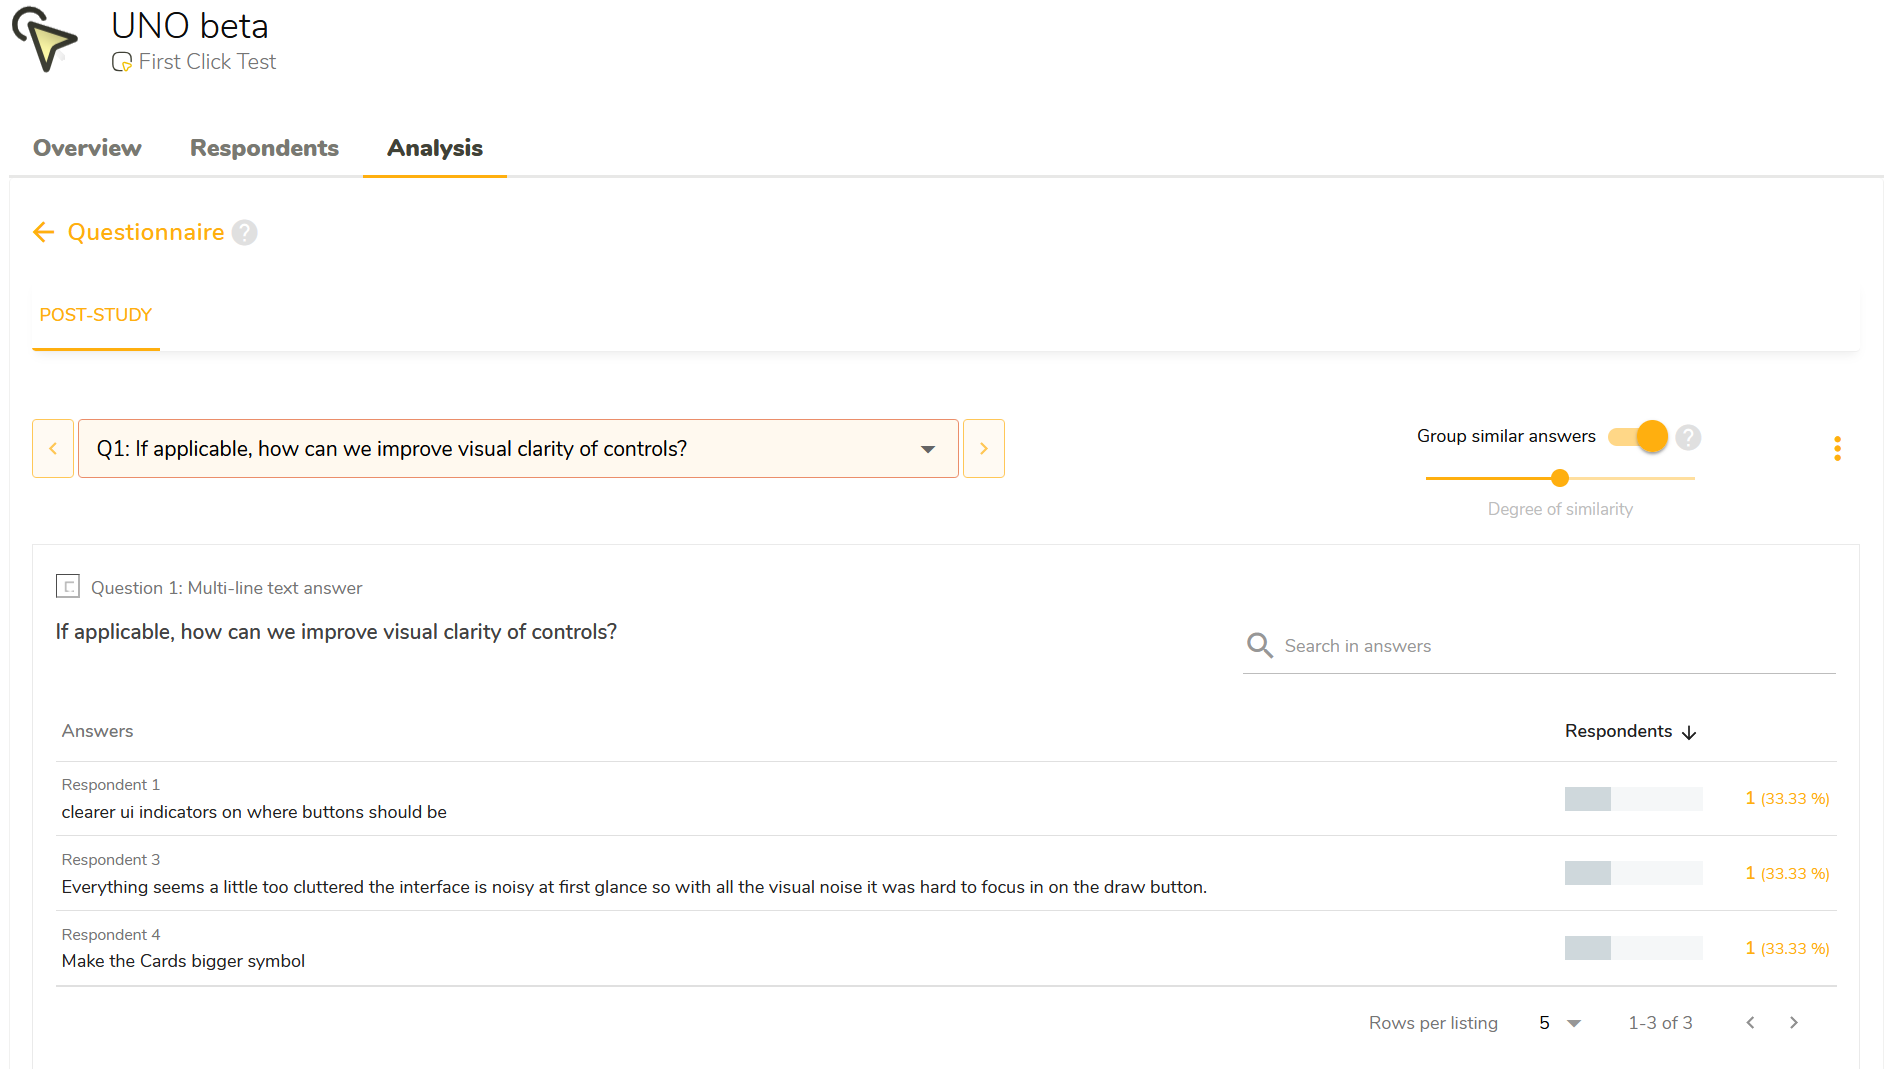 UNO beta
First Click Test
Overview Respondents Analysis
Questionnaire ?
POST-STUDY
Q1: If applicable, how can we improve visual clarity of controls?
Group similar answers ?
Degree of similarity
Question 1: Multi-line text answer
If applicable, how can we improve visual clarity of controls?
Search in answers
Answers Respondents
Respondent 1
clearer ui indicators on where buttons should be
1 (33.33 %)
Respondent 3
Everything seems a little too cluttered the interface is noisy at first glance so with all the visual noise it was hard to focus in on the draw button.
1 (33.33 %)
Respondent 4
Make the Cards bigger symbol
1 (33.33 %)
Rows per listing 5 1-3 of 3